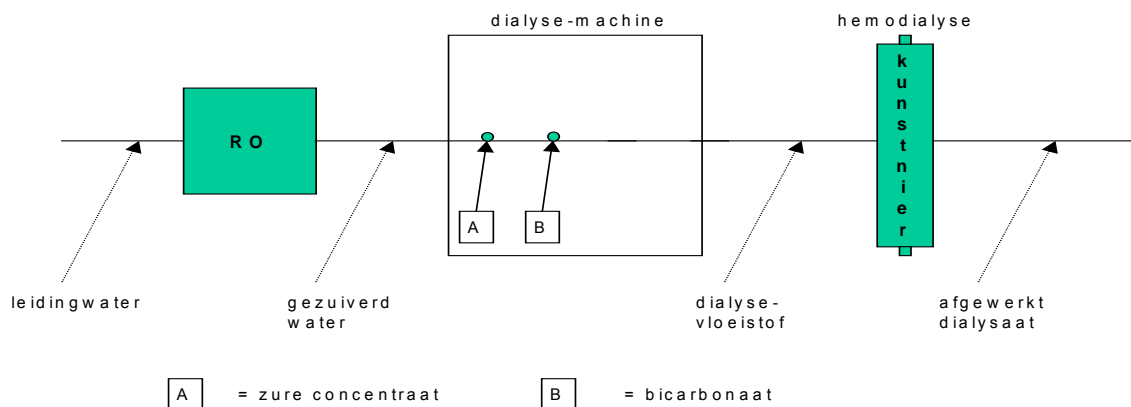 dialyse-machine
hemodialyse
RO
kunstnier
A
B
leidingwater
gezuiverd
water
dialyse-
vloeistof
afgewerkt
dialysaat
A = zure concentraat
B = bicarbonaat